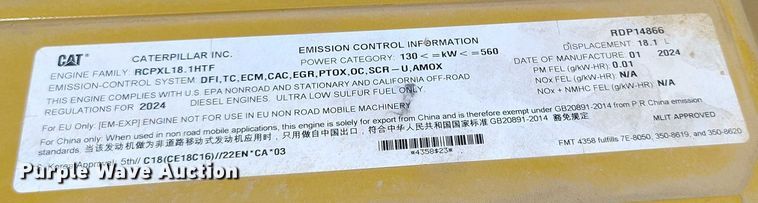 CAT CATERPILLAR INC. EMISSION CONTROL INFORMATION RDP14866
POWER CATEGORY: 130 <=kW<=560 DISPLACEMENT: 18.1 L
ENGINE FAMILY: RCPXL18.1HTF DATE OF MANUFACTURE: 01 2024
EMISSION-CONTROL SYSTEM: DFI,TC,ECM,CAC,EGR,PTOX,OC,SCR-U,AMOX PM FEL (g/kW-HR): 0.01
THIS ENGINE COMPLIES WITH U.S. EPA NONROAD AND STATIONARY AND CALIFORNIA OFF-ROAD NOx FEL (g/kW-HR): N/A
REGULATIONS FOR 2024 DIESEL ENGINES. ULTRA LOW SULFUR FUEL ONLY. NOx + NMHC FEL (g/kW-HR): N/A
For EU Only: [EM-EXP] ENGINE NOT FOR USE IN EU NON ROAD MOBILE MACHINERY
For China Only: When used in non road mobile applications, this engine is solely for export from China and is therefore exempt under GB20891-2014 from P R China emission
standards. 当该发动机做为非道路移动式发动机应用时,只用做自中国出口,符合中华人民共和国国家标准 GB20891-2014 豁免摸定 MLIT APPROVED
Korea Approval, 5th// C18(CE18C16)//22EN*CA*03
*4358$23* FMT 4358 fulfills 7E-8050, 350-8619, and 350-8620
Purple Wave Auction